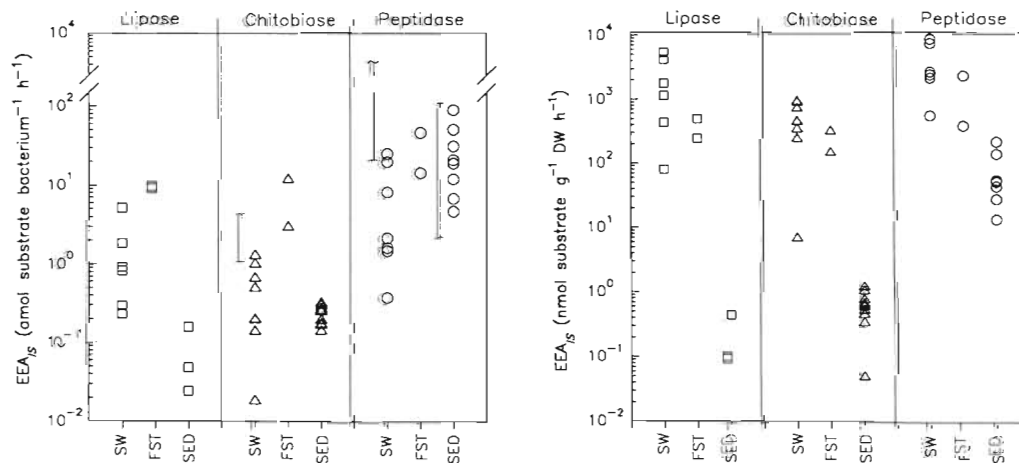 Lipase Chitobiase Peptidase
EEA_IS (amol substrate bacterium⁻¹ h⁻¹)
10⁴
10²
10¹
10⁰
10⁻¹
10⁻²
SW FST SED SW FST SED SW FST SED
Lipase Chitobiase Peptidase
EEA_IS (nmol substrate g⁻¹ DW h⁻¹)
10⁴
10³
10²
10¹
10⁰
10⁻¹
10⁻²
SW FST SED SW FST SED SW FST SED